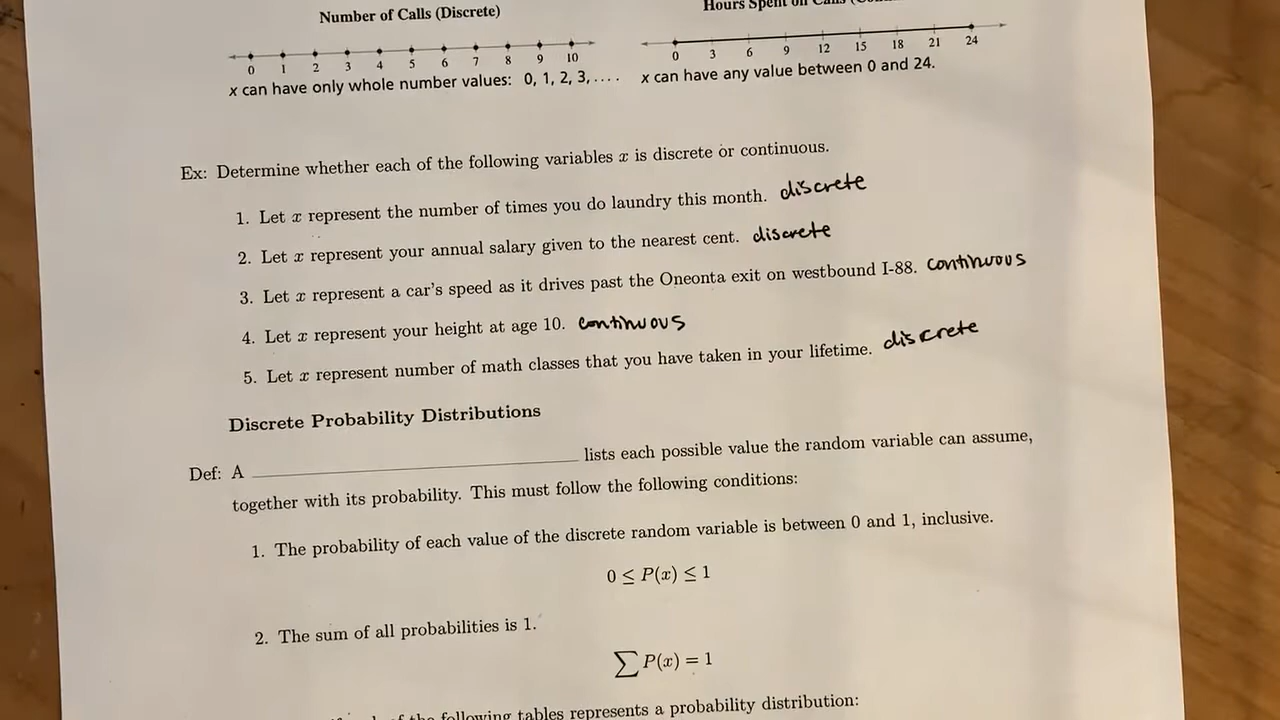 Number of Calls (Discrete)
Hours Spent on Calls
0 1 2 3 4 5 6 7 8 9 10
0 3 6 9 12 15 18 21 24
x can have only whole number values: 0, 1, 2, 3, ....
x can have any value between 0 and 24.
Ex: Determine whether each of the following variables x is discrete or continuous.
1. Let x represent the number of times you do laundry this month. discrete
2. Let x represent your annual salary given to the nearest cent. discrete
3. Let x represent a car's speed as it drives past the Oneonta exit on westbound I-88. continuous
4. Let x represent your height at age 10. continuous
5. Let x represent number of math classes that you have taken in your lifetime. discrete
Discrete Probability Distributions
Def: A ____________________ lists each possible value the random variable can assume,
together with its probability. This must follow the following conditions:
1. The probability of each value of the discrete random variable is between 0 and 1, inclusive.
0 ≤ P(x) ≤ 1
2. The sum of all probabilities is 1.
∑ P(x) = 1
of the following tables represents a probability distribution: